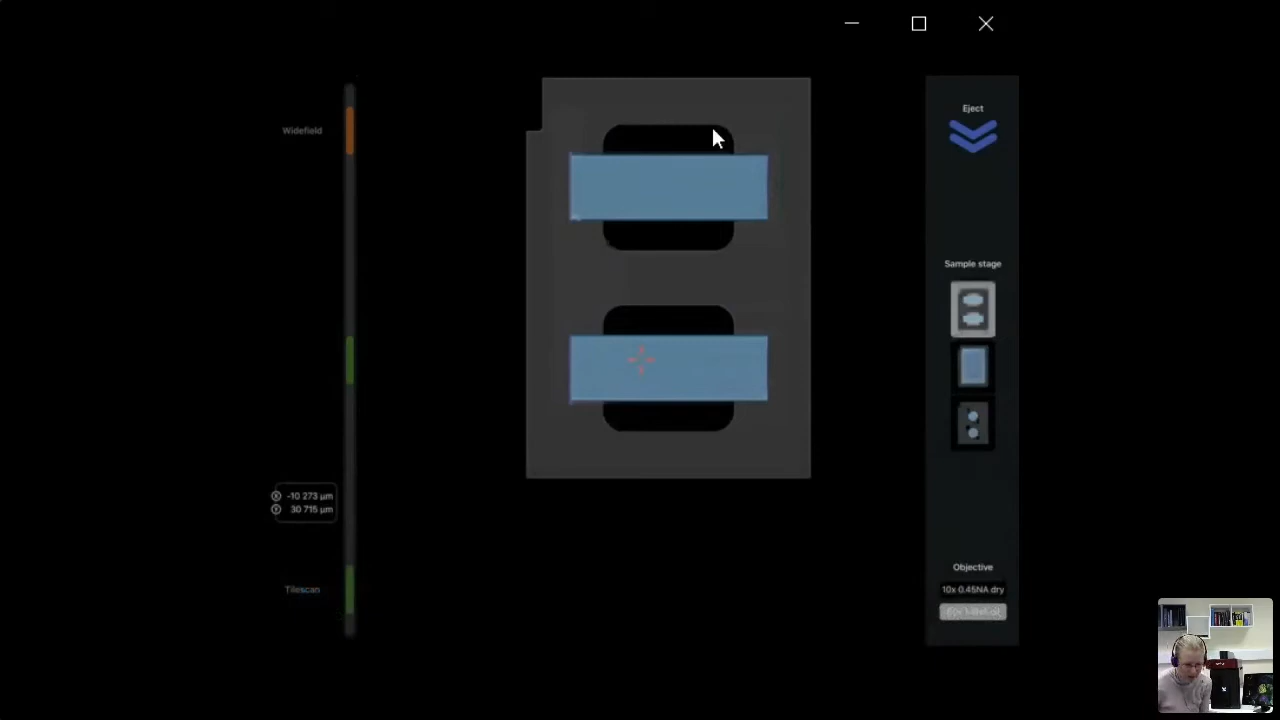 Eject
Widefield
Sample stage
X -10 273 µm
Y 30 715 µm
Objective
Tilescan
10x 0.45NA dry